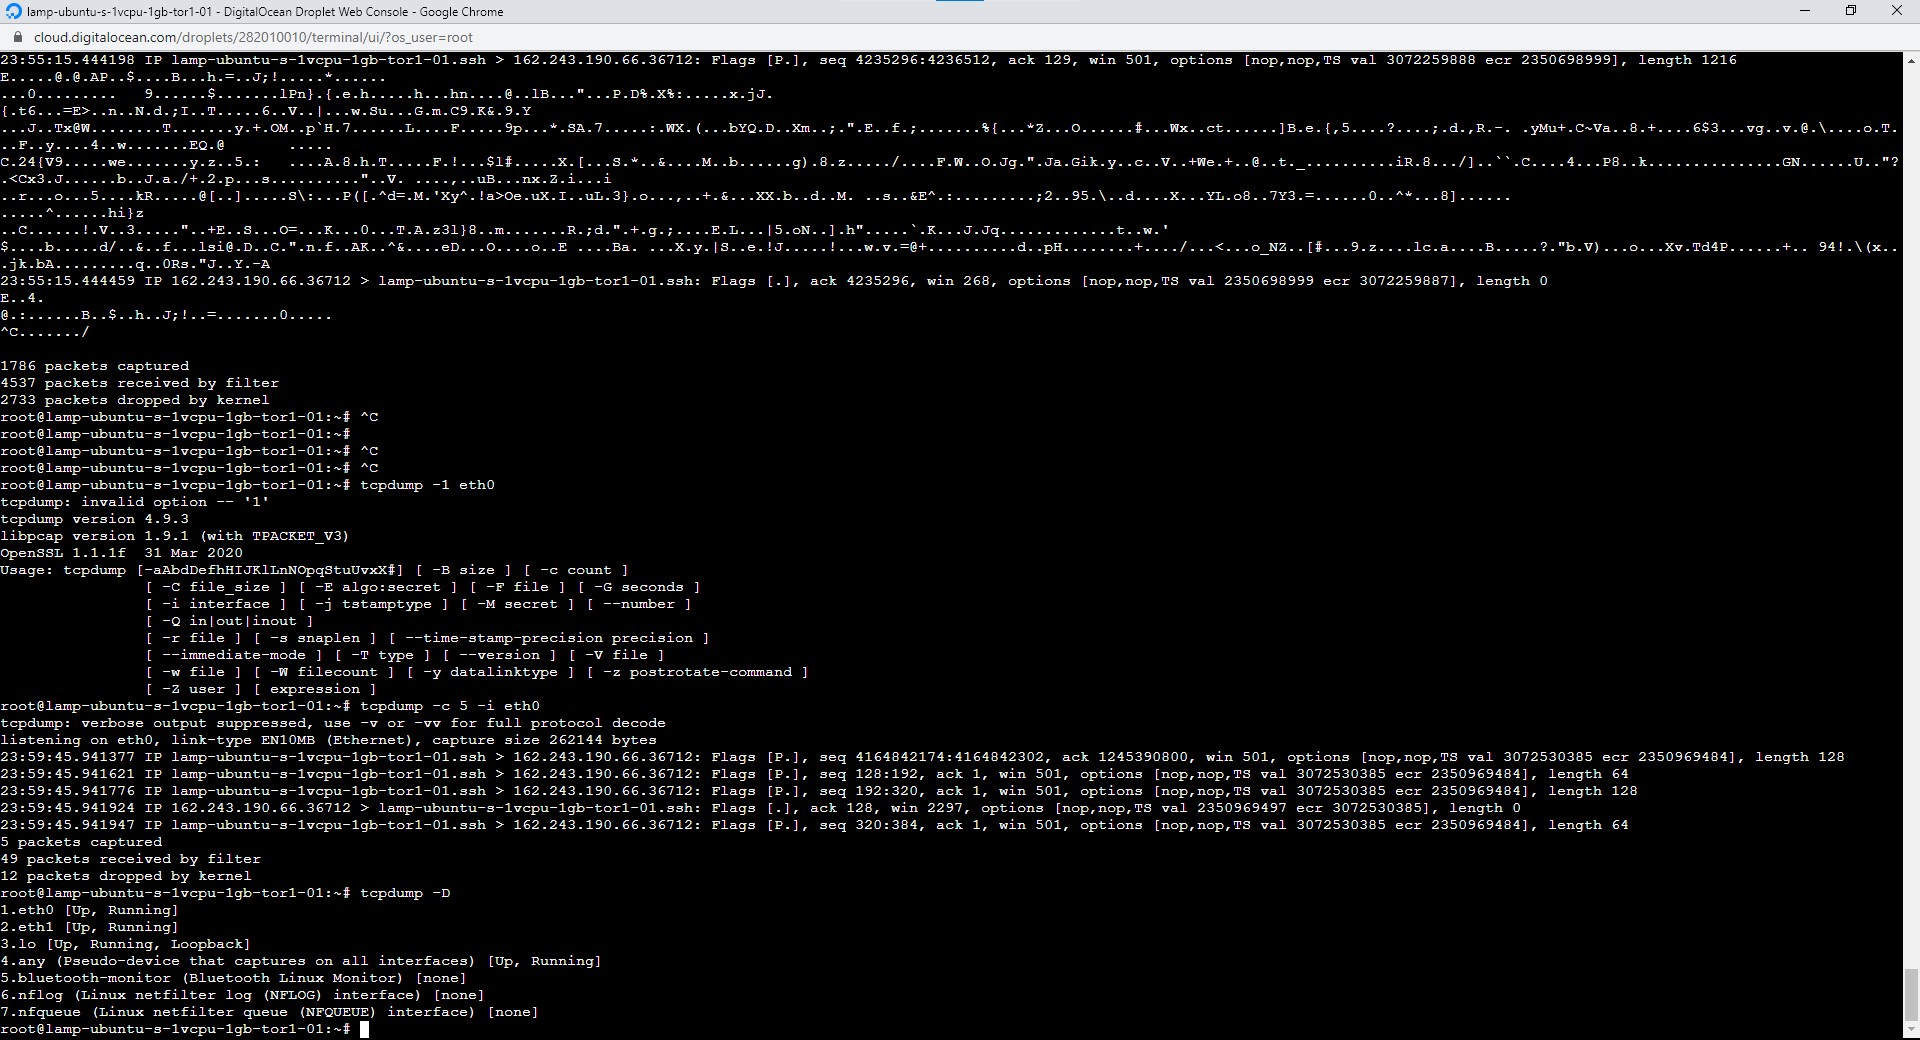 lamp-ubuntu-s-1vcpu-1gb-tor1-01 - DigitalOcean Droplet Web Console - Google Chrome
cloud.digitalocean.com/droplets/282010010/terminal/ui/?os_user=root
23:55:15.444198 IP lamp-ubuntu-s-1vcpu-1gb-tor1-01.ssh > 162.243.190.66.36712: Flags [P.], seq 4235296:4236512, ack 129, win 501, options [nop,nop,TS val 3072259888 ecr 2350698999], length 1216
E.....@.@.AP..$....B...h.=..J;!.....*......
23:55:15.444459 IP 162.243.190.66.36712 > lamp-ubuntu-s-1vcpu-1gb-tor1-01.ssh: Flags [.], ack 4235296, win 268, options [nop,nop,TS val 2350698999 ecr 3072259887], length 0
E..4.
@.:......B..$..h..J;!..=.......0.....
^C......./
1786 packets captured
4537 packets received by filter
2733 packets dropped by kernel
root@lamp-ubuntu-s-1vcpu-1gb-tor1-01:~# ^C
root@lamp-ubuntu-s-1vcpu-1gb-tor1-01:~#
root@lamp-ubuntu-s-1vcpu-1gb-tor1-01:~# ^C
root@lamp-ubuntu-s-1vcpu-1gb-tor1-01:~# ^C
root@lamp-ubuntu-s-1vcpu-1gb-tor1-01:~# tcpdump -1 eth0
tcpdump: invalid option -- '1'
tcpdump version 4.9.3
libpcap version 1.9.1 (with TPACKET_V3)
OpenSSL 1.1.1f  31 Mar 2020
Usage: tcpdump [-aAbdDefhHIJKlLnNOpqStuUvxX#] [ -B size ] [ -c count ]
[ -C file_size ] [ -E algo:secret ] [ -F file ] [ -G seconds ]
[ -i interface ] [ -j tstamptype ] [ -M secret ] [ --number ]
[ -Q in|out|inout ]
[ -r file ] [ -s snaplen ] [ --time-stamp-precision precision ]
[ --immediate-mode ] [ -T type ] [ --version ] [ -V file ]
[ -w file ] [ -W filecount ] [ -y datalinktype ] [ -z postrotate-command ]
[ -Z user ] [ expression ]
root@lamp-ubuntu-s-1vcpu-1gb-tor1-01:~# tcpdump -c 5 -i eth0
tcpdump: verbose output suppressed, use -v or -vv for full protocol decode
listening on eth0, link-type EN10MB (Ethernet), capture size 262144 bytes
23:59:45.941377 IP lamp-ubuntu-s-1vcpu-1gb-tor1-01.ssh > 162.243.190.66.36712: Flags [P.], seq 4164842174:4164842302, ack 1245390800, win 501, options [nop,nop,TS val 3072530385 ecr 2350969484], length 128
23:59:45.941621 IP lamp-ubuntu-s-1vcpu-1gb-tor1-01.ssh > 162.243.190.66.36712: Flags [P.], seq 128:192, ack 1, win 501, options [nop,nop,TS val 3072530385 ecr 2350969484], length 64
23:59:45.941776 IP lamp-ubuntu-s-1vcpu-1gb-tor1-01.ssh > 162.243.190.66.36712: Flags [P.], seq 192:320, ack 1, win 501, options [nop,nop,TS val 3072530385 ecr 2350969484], length 128
23:59:45.941924 IP 162.243.190.66.36712 > lamp-ubuntu-s-1vcpu-1gb-tor1-01.ssh: Flags [.], ack 128, win 2297, options [nop,nop,TS val 2350969497 ecr 3072530385], length 0
23:59:45.941947 IP lamp-ubuntu-s-1vcpu-1gb-tor1-01.ssh > 162.243.190.66.36712: Flags [P.], seq 320:384, ack 1, win 501, options [nop,nop,TS val 3072530385 ecr 2350969484], length 64
5 packets captured
49 packets received by filter
12 packets dropped by kernel
root@lamp-ubuntu-s-1vcpu-1gb-tor1-01:~# tcpdump -D
1.eth0 [Up, Running]
2.eth1 [Up, Running]
3.lo [Up, Running, Loopback]
4.any (Pseudo-device that captures on all interfaces) [Up, Running]
5.bluetooth-monitor (Bluetooth Linux Monitor) [none]
6.nflog (Linux netfilter log (NFLOG) interface) [none]
7.nfqueue (Linux netfilter queue (NFQUEUE) interface) [none]
root@lamp-ubuntu-s-1vcpu-1gb-tor1-01:~#